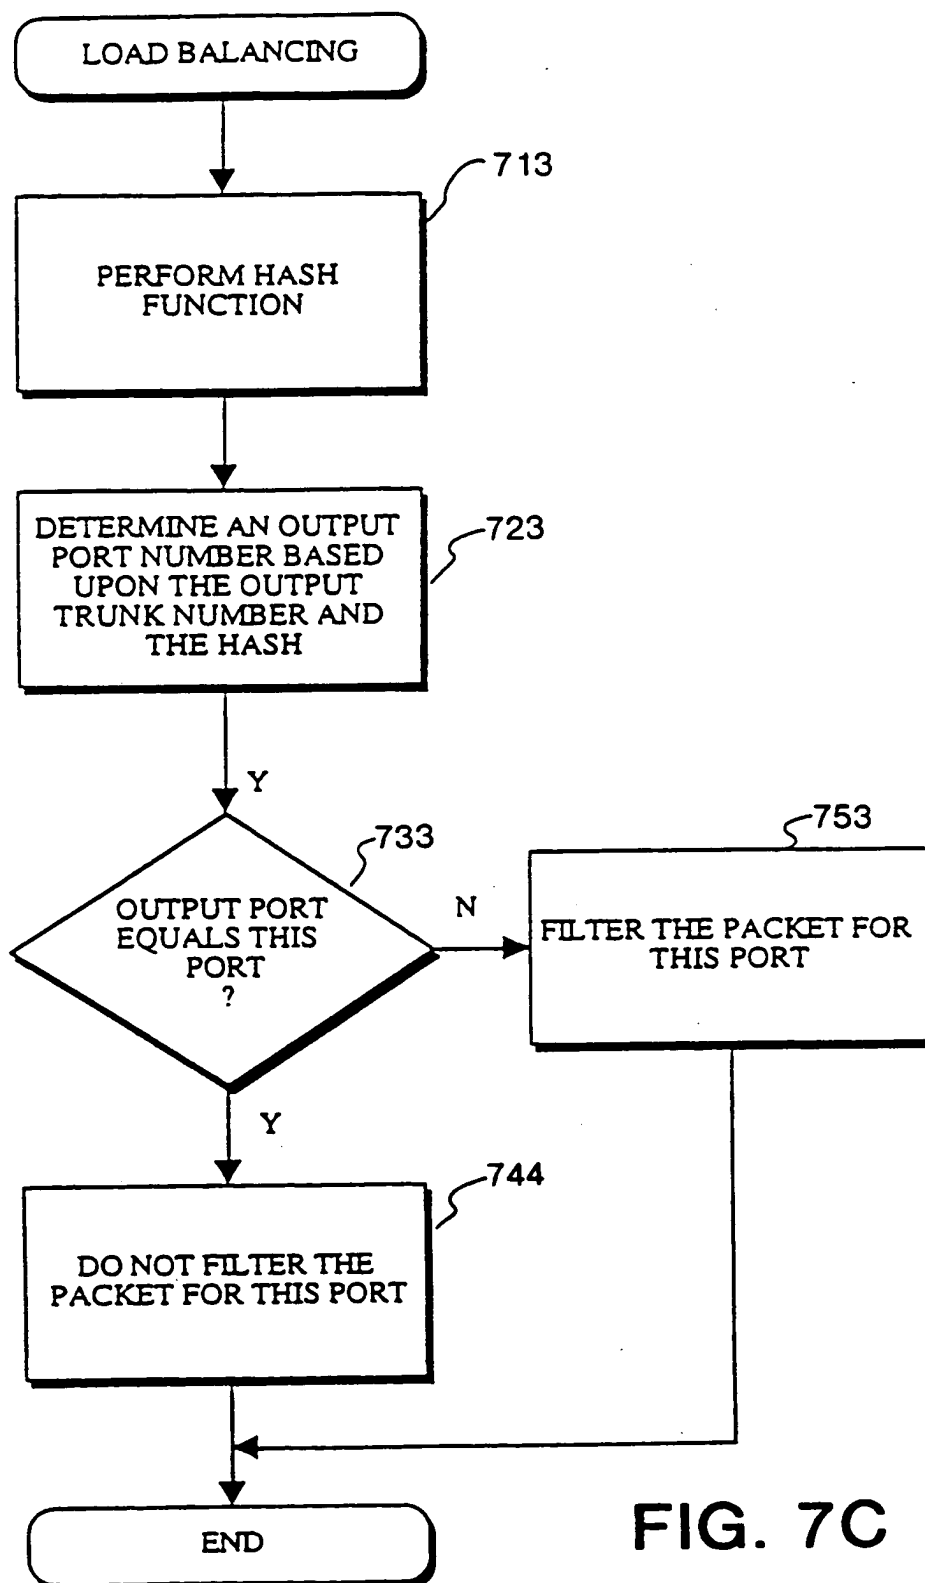 LOAD BALANCING
713
PERFORM HASH
FUNCTION
DETERMINE AN OUTPUT
PORT NUMBER BASED
UPON THE OUTPUT
TRUNK NUMBER AND
THE HASH
723
Y
733
OUTPUT PORT
EQUALS THIS
PORT
?
N
753
FILTER THE PACKET FOR
THIS PORT
Y
744
DO NOT FILTER THE
PACKET FOR THIS PORT
END
FIG. 7C